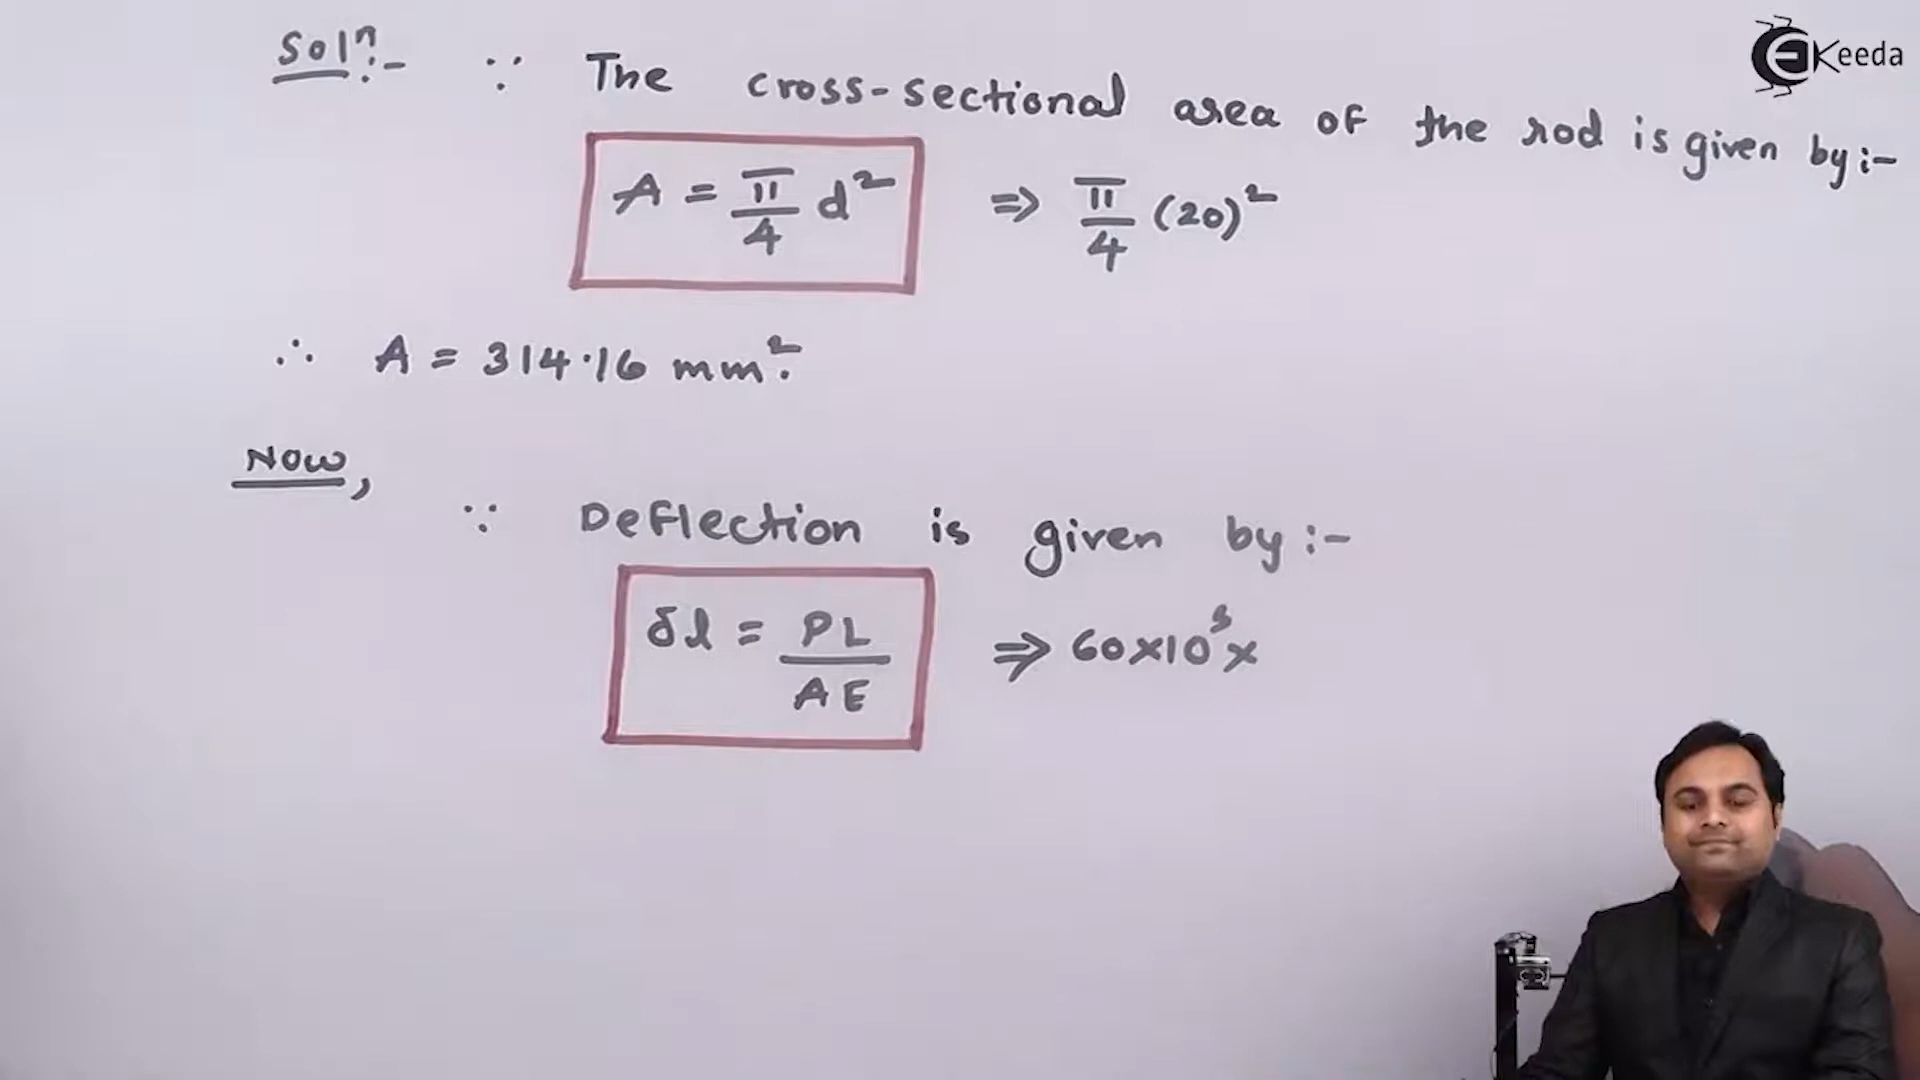 EKeeda
Solⁿ:- ∵ The cross-sectional area of the rod is given by:-
A = π/4 d² ⇒ π/4 (20)²
∴ A = 314.16 mm².
Now,
∵ Deflection is given by:-
δl = PL/AE ⇒ 60×10³×